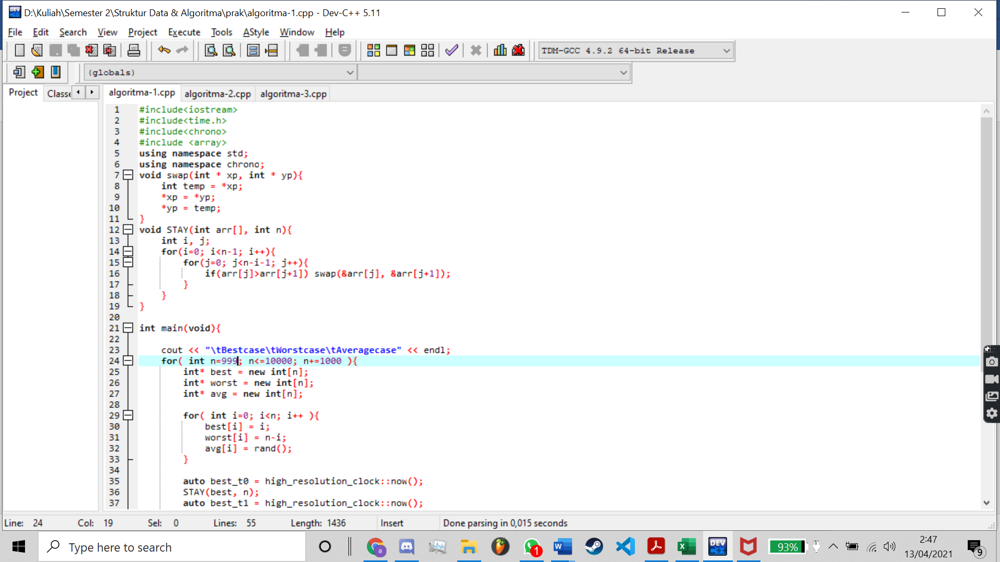 D:\Kuliah\Semester 2\Struktur Data & Algoritma\prak\algoritma-1.cpp - Dev-C++ 5.11
File Edit Search View Project Execute Tools AStyle Window Help
TDM-GCC 4.9.2 64-bit Release
(globals)
Project Classe algoritma-1.cpp algoritma-2.cpp algoritma-3.cpp
1 #include<iostream>
2 #include<time.h>
3 #include<chrono>
4 #include <array>
5 using namespace std;
6 using namespace chrono;
7 void swap(int * xp, int * yp){
8     int temp = *xp;
9     *xp = *yp;
10     *yp = temp;
11 }
12 void STAY(int arr[], int n){
13     int i, j;
14     for(i=0; i<n-1; i++){
15         for(j=0; j<n-i-1; j++){
16             if(arr[j]>arr[j+1]) swap(&arr[j], &arr[j+1]);
17         }
18     }
19 }
20
21 int main(void){
22
23     cout << "\tBestcase\tWorstcase\tAveragecase" << endl;
24     for( int n=999; n<=10000; n+=1000 ){
25         int* best = new int[n];
26         int* worst = new int[n];
27         int* avg = new int[n];
28
29         for( int i=0; i<n; i++ ){
30             best[i] = i;
31             worst[i] = n-i;
32             avg[i] = rand();
33         }
34
35         auto best_t0 = high_resolution_clock::now();
36         STAY(best, n);
37         auto best_t1 = high_resolution_clock::now();
Line: 24 Col: 19 Sel: 0 Lines: 55 Length: 1436 Insert Done parsing in 0,015 seconds
Type here to search
93%
2:47
13/04/2021
1
9
a
W
X
DEV
C++